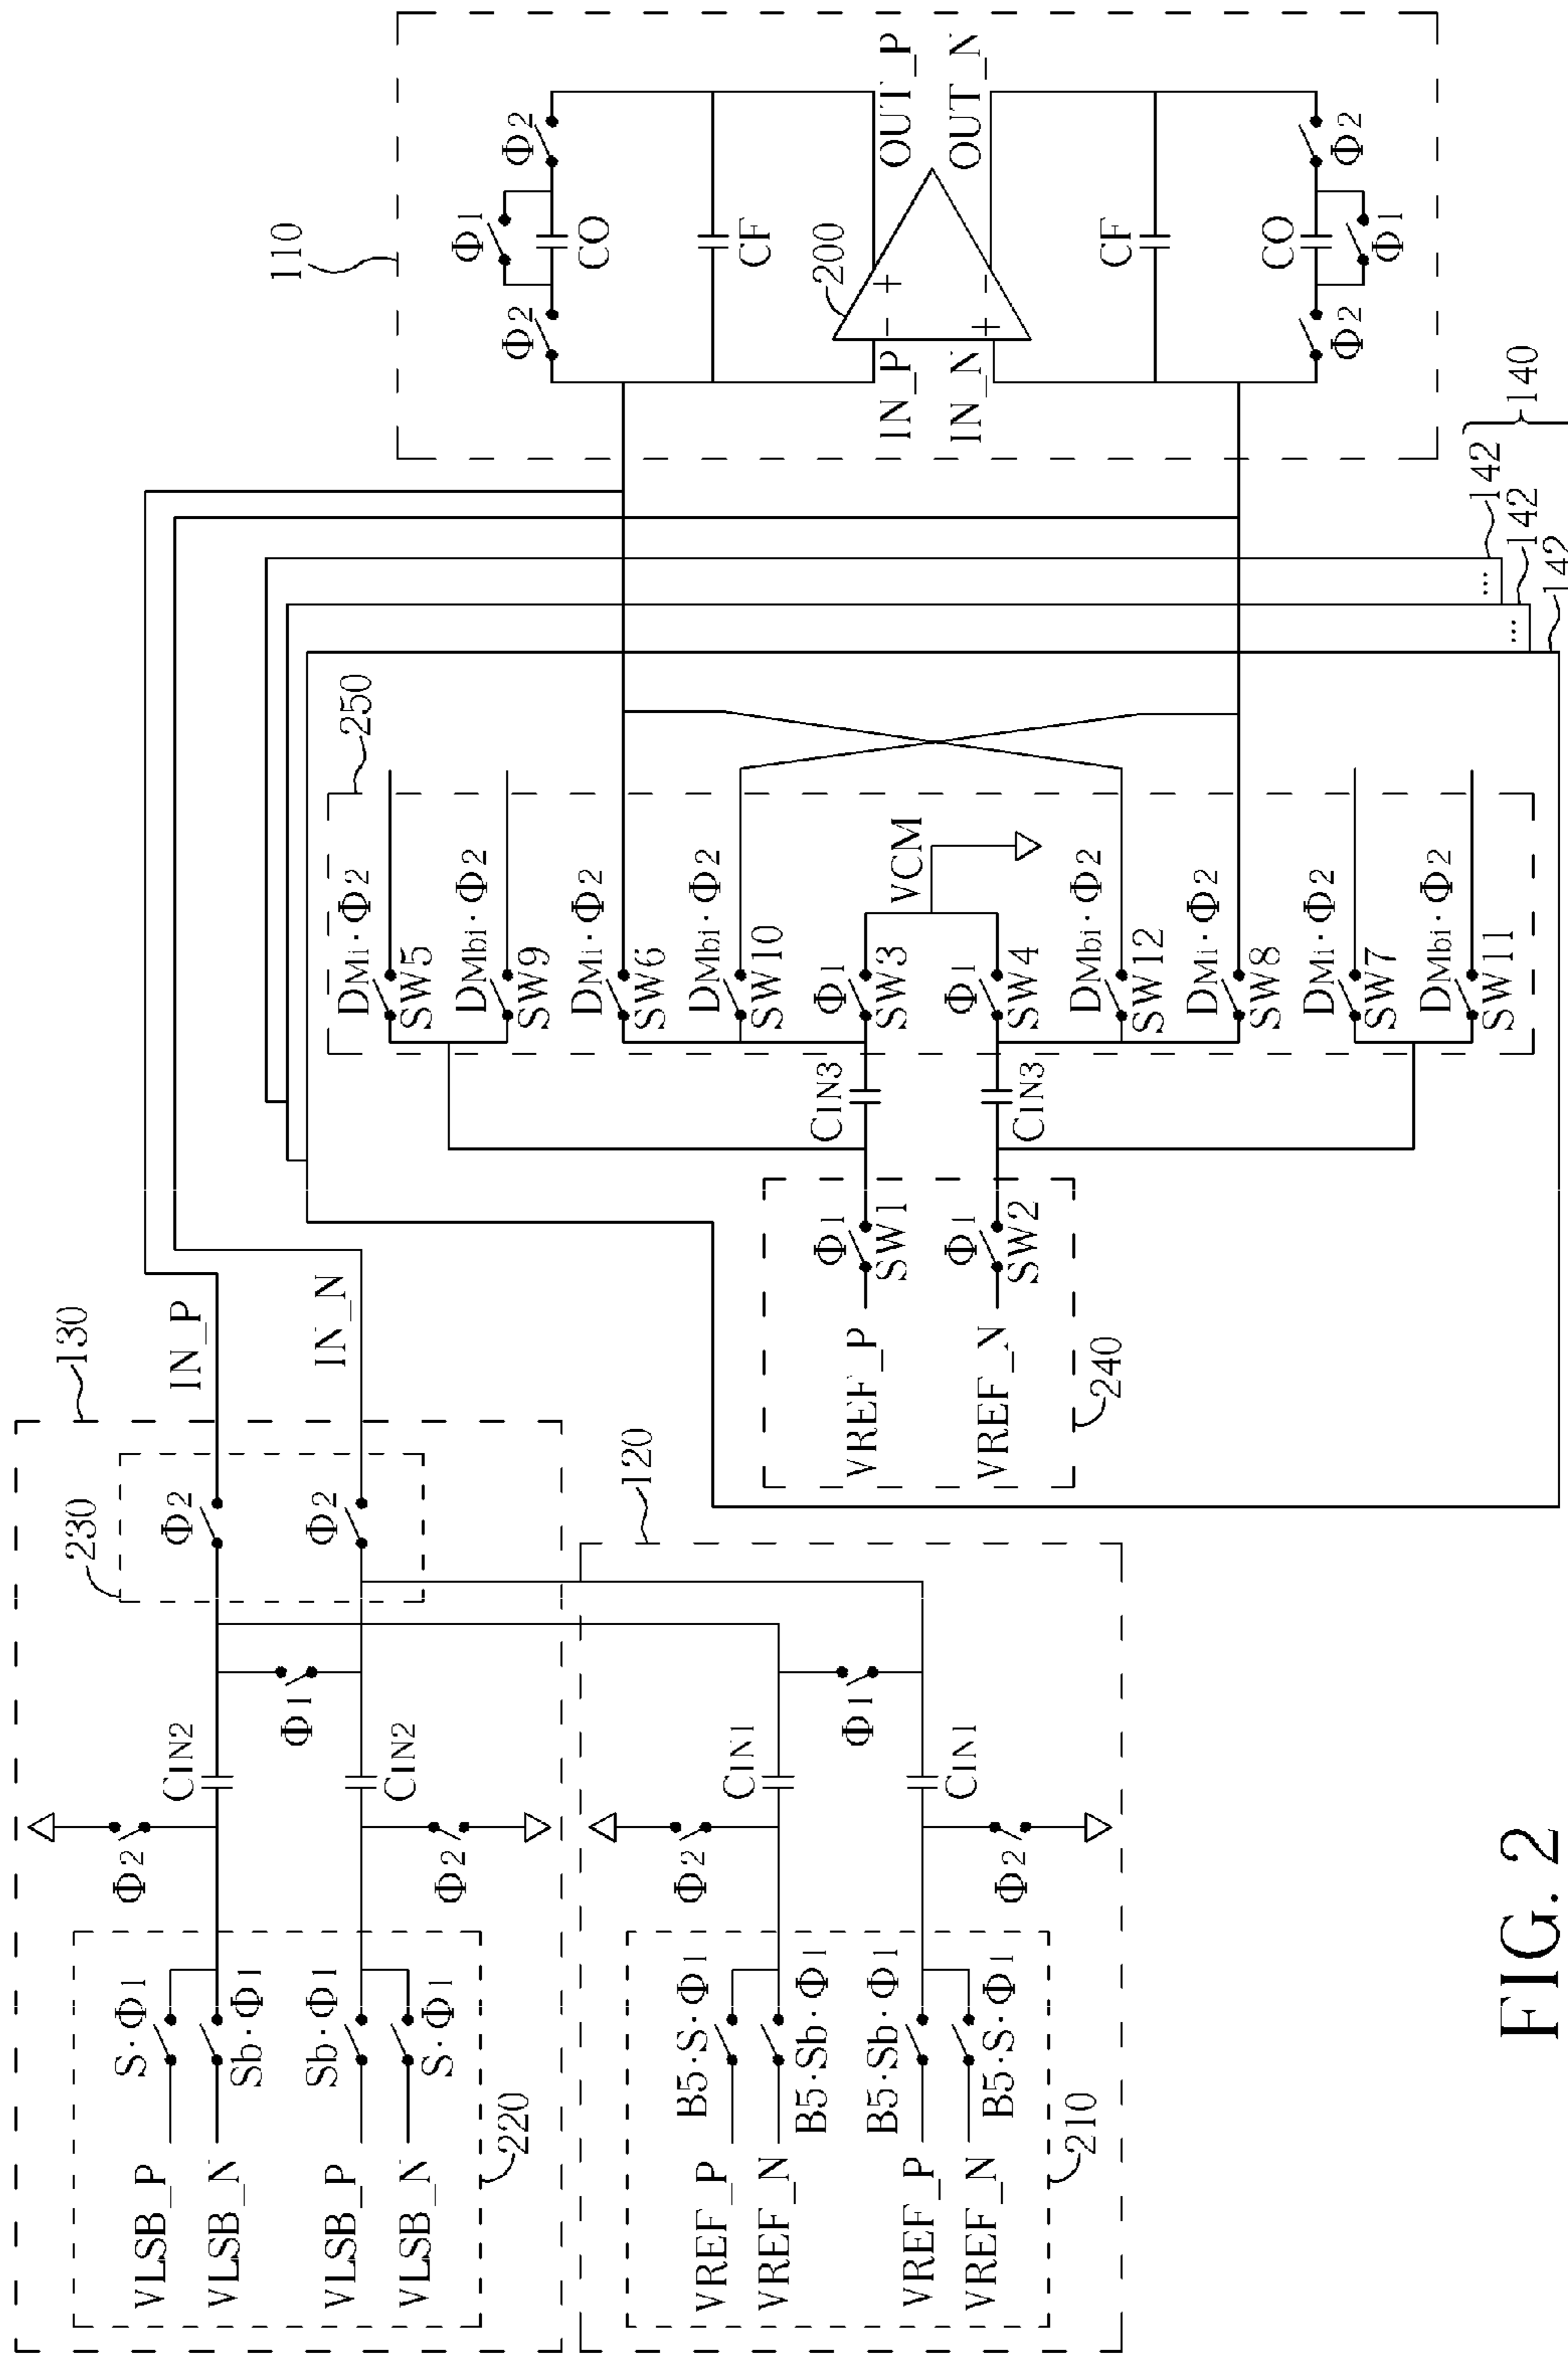 130
230
Φ2
Φ2
IN_P
IN_N
CIN2
CIN2
Φ1
Φ2
Φ2
S·Φ1
Sb·Φ1
Sb·Φ1
S·Φ1
VLSB_P
VLSB_N
VLSB_P
VLSB_N
220
120
CIN1
CIN1
Φ1
Φ2
Φ2
B5·S·Φ1
B5·Sb·Φ1
B5·Sb·Φ1
B5·S·Φ1
VREF_P
VREF_N
VREF_P
VREF_N
210
VREF_P
VREF_N
Φ1
SW1
Φ1
SW2
240
CIN3
CIN3
250
DMi·Φ2
SW5
DMbi·Φ2
SW9
DMi·Φ2
SW6
DMbi·Φ2
SW10
Φ1
SW3
VCM
Φ1
SW4
DMbi·Φ2
SW12
DMi·Φ2
SW8
DMi·Φ2
SW7
DMbi·Φ2
SW11
...
...
142
142
142
140
110
Φ2
Φ1
Φ2
CO
CF
200
IN_P
IN_N
OUT_P
OUT_N
−
+
+
−
CF
CO
Φ2
Φ1
Φ2
FIG. 2